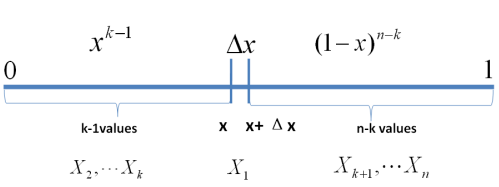 x^{k-1} Δx (1-x)^{n-k}
0 1
k-1values x x+ Δ x n-k values
X_2,⋯X_k X_1 X_{k+1},⋯X_n